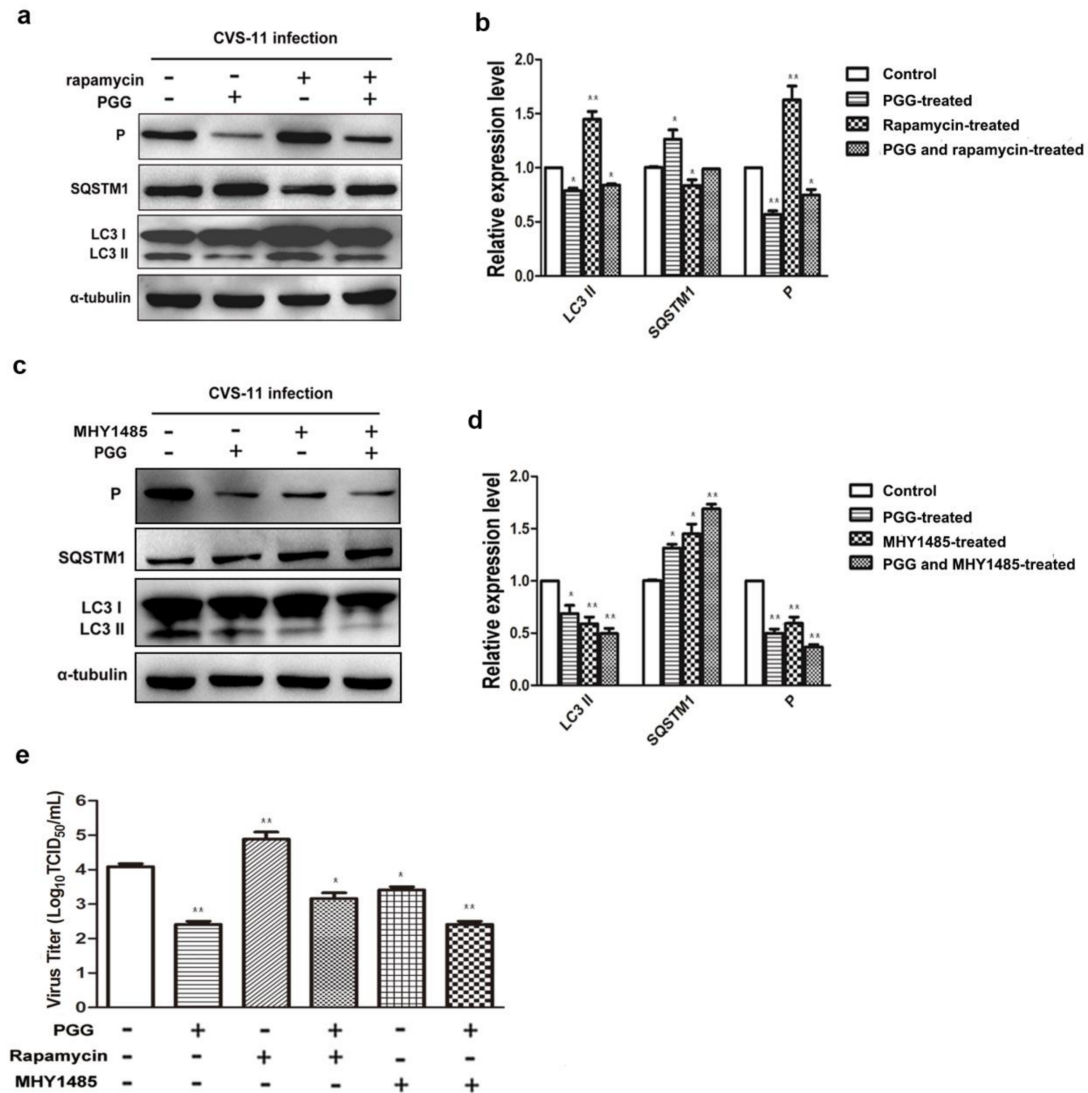 a
CVS-11 infection
rapamycin - - + +
PGG - + - +
P
SQSTM1
LC3 I
LC3 II
α-tubulin
b
Relative expression level
2.0
1.5
1.0
0.5
0.0
** * **
* * * ** *
LC3 II SQSTM1 P
Control
PGG-treated
Rapamycin-treated
PGG and rapamycin-treated
c
CVS-11 infection
MHY1485 - - + +
PGG - + - +
P
SQSTM1
LC3 I
LC3 II
α-tubulin
d
Relative expression level
2.0
1.5
1.0
0.5
0.0
* ** ** * * ** ** ** **
LC3 II SQSTM1 P
Control
PGG-treated
MHY1485-treated
PGG and MHY1485-treated
e
Virus Titer (Log10TCID50/mL)
6
5
4
3
2
1
0
** ** * * **
PGG - + - + - +
Rapamycin - - + + - -
MHY1485 - - - - + +